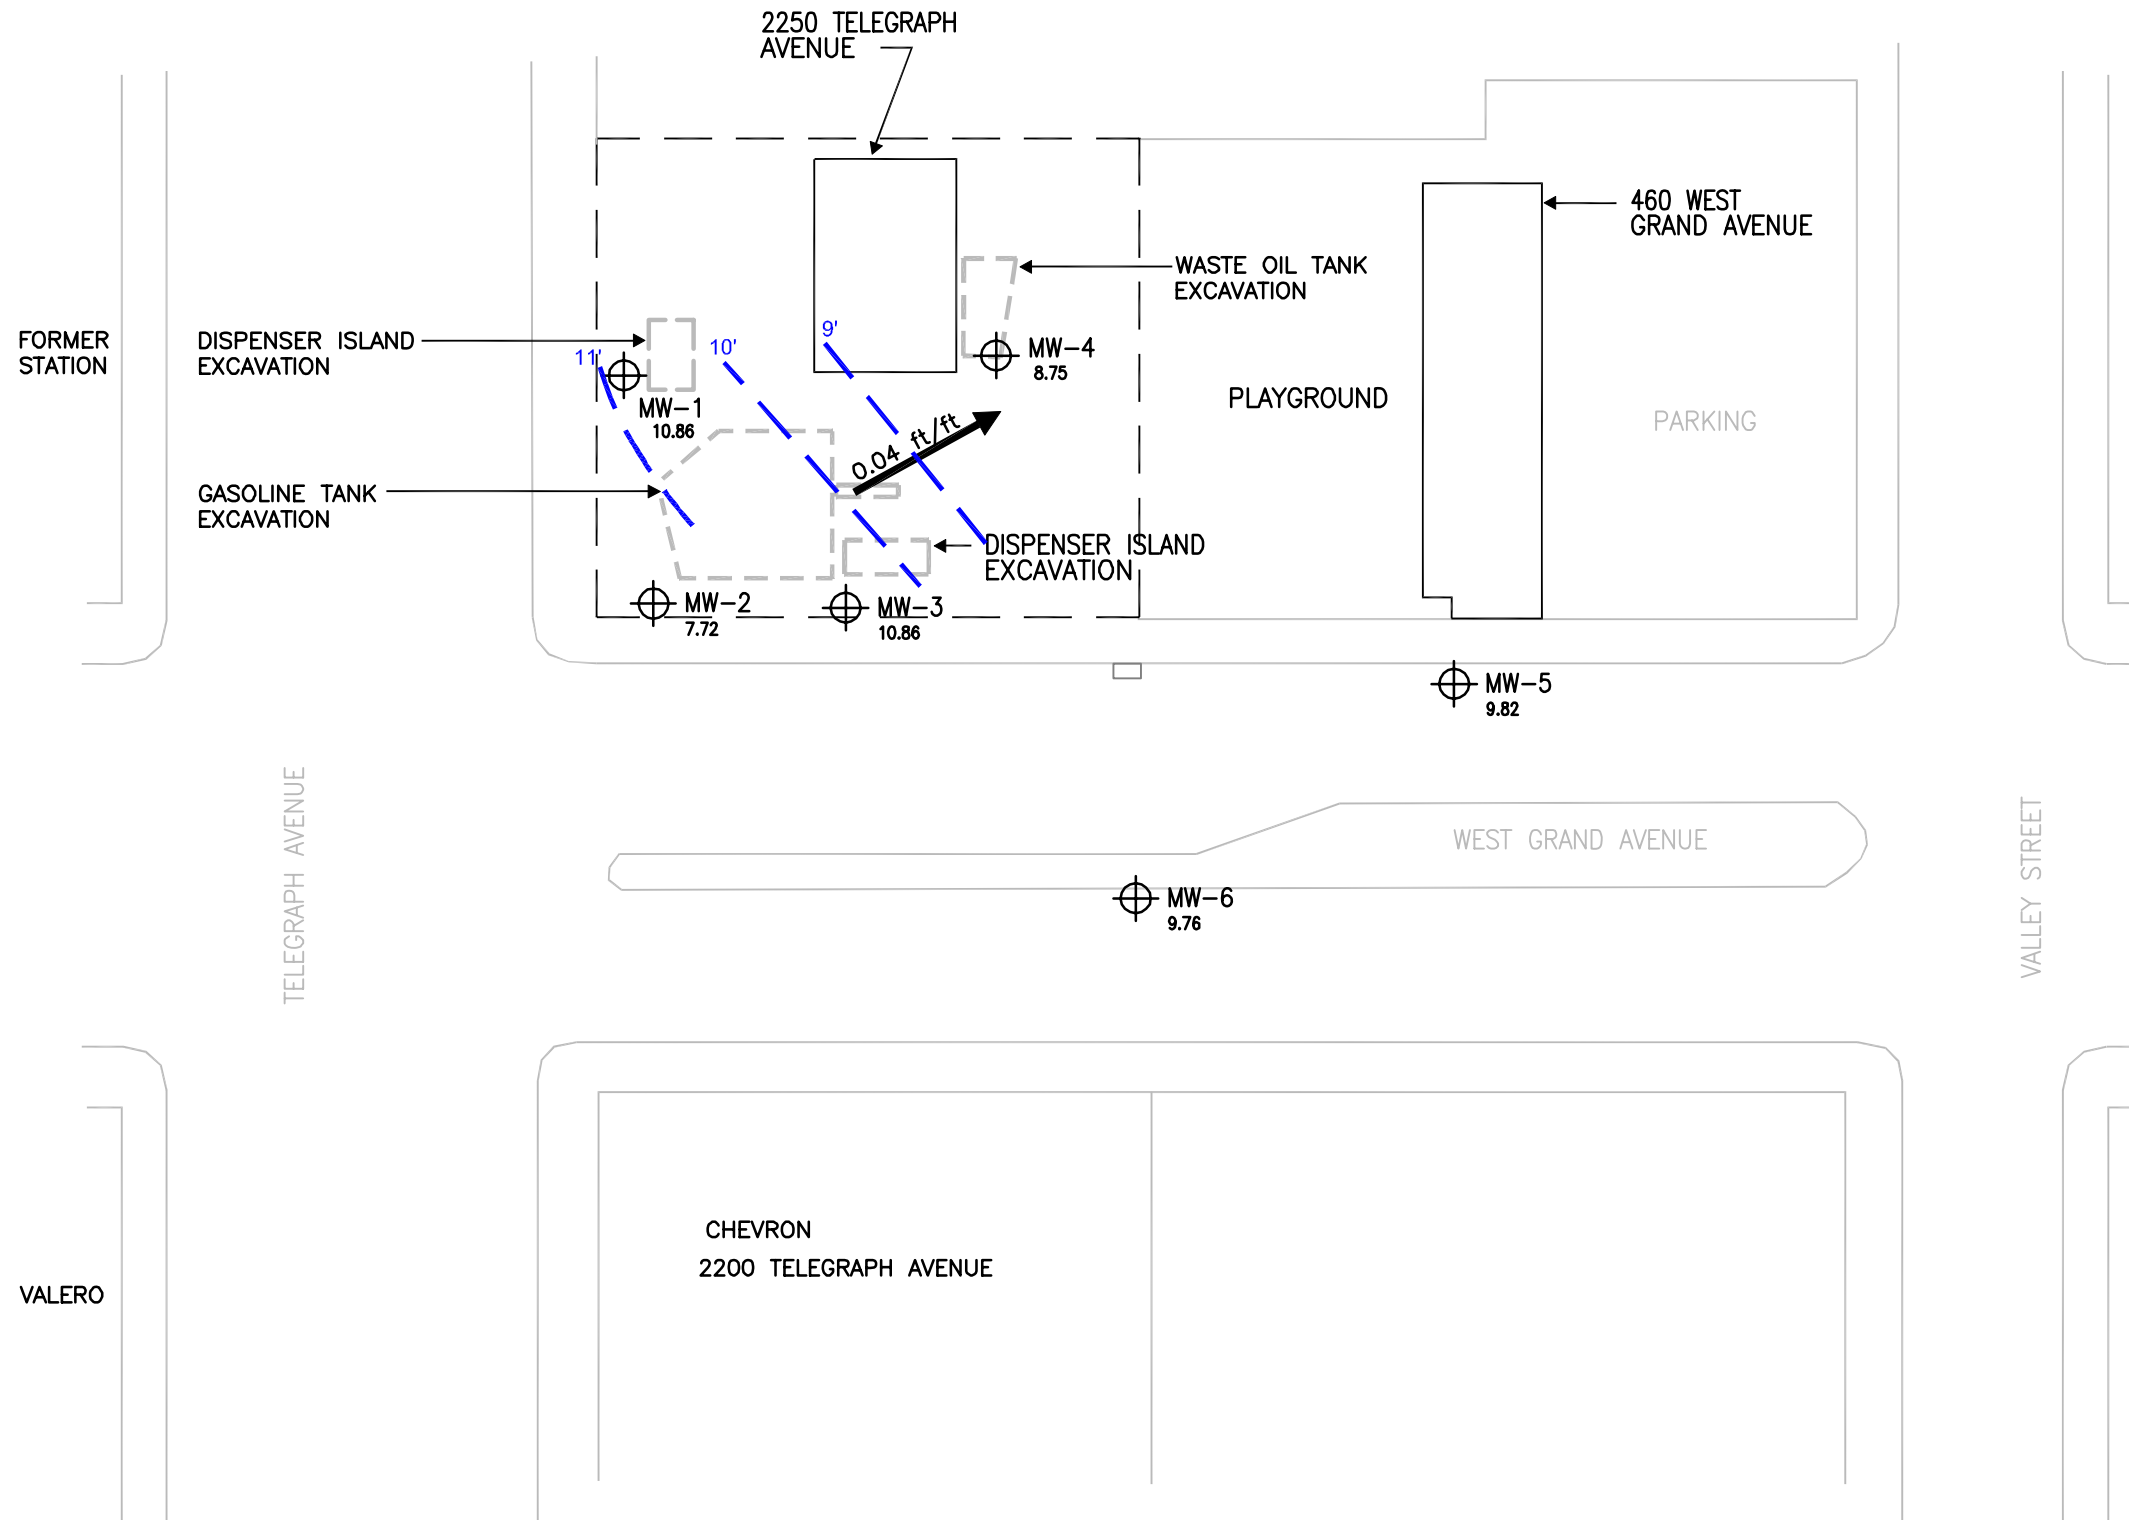 2250 TELEGRAPH
AVENUE
460 WEST
GRAND AVENUE
WASTE OIL TANK
EXCAVATION
FORMER
STATION
DISPENSER ISLAND
EXCAVATION
11'
10'
9'
MW-4
8.75
MW-1
10.86
PLAYGROUND
PARKING
0.04 ft/ft
GASOLINE TANK
EXCAVATION
DISPENSER ISLAND
EXCAVATION
MW-2
7.72
MW-3
10.86
MW-5
9.82
TELEGRAPH AVENUE
WEST GRAND AVENUE
VALLEY STREET
MW-6
9.76
CHEVRON
2200 TELEGRAPH AVENUE
VALERO